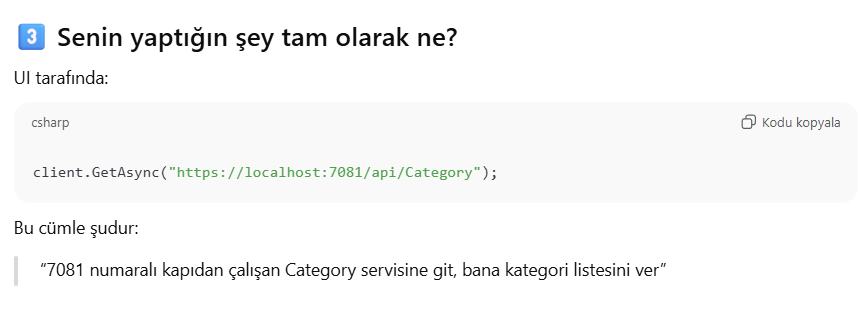 3 Senin yaptığın şey tam olarak ne?
UI tarafında:
csharp Kodu kopyala
client.GetAsync("https://localhost:7081/api/Category");
Bu cümle şudur:
“7081 numaralı kapıdan çalışan Category servisine git, bana kategori listesini ver”